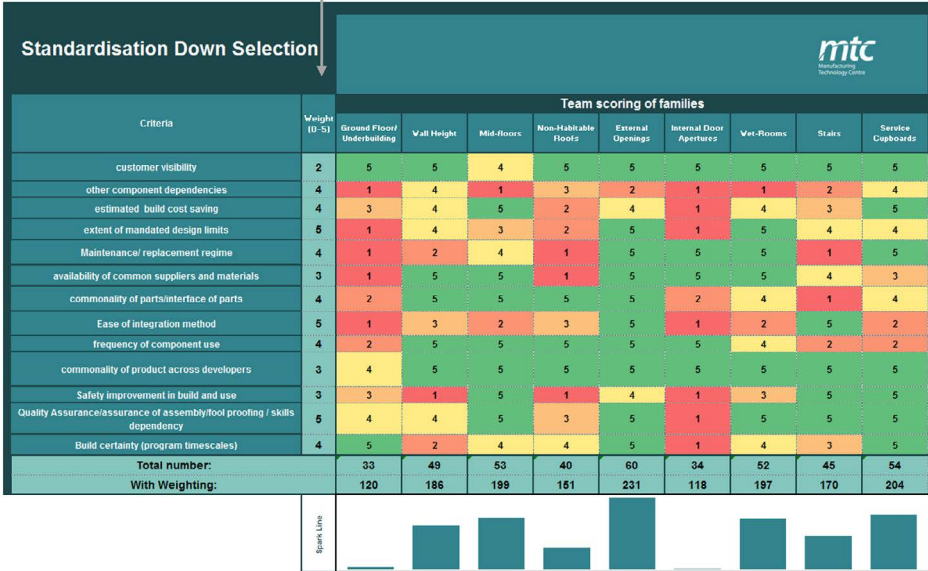 Standardisation Down Selection
mtc
Manufacturing
Technology Centre
Team scoring of families
Criteria
Weight
(0-5)
Ground Floor/
Underbuilding
Wall Height
Mid-floors
Non-Habitable
Roofs
External
Openings
Internal Door
Apertures
Wet-Rooms
Stairs
Service
Cupboards
customer visibility 2 5 5 4 5 5 5 5 5 5
other component dependencies 4 1 4 1 3 2 1 1 2 4
estimated build cost saving 4 3 4 5 2 4 1 4 3 5
extent of mandated design limits 5 1 4 3 2 5 1 5 4 4
Maintenance/ replacement regime 4 1 2 4 1 5 5 5 1 5
availability of common suppliers and materials 3 1 5 5 1 5 5 5 4 3
commonality of parts/interface of parts 4 2 5 5 5 5 2 4 1 4
Ease of integration method 5 1 3 2 3 5 1 2 5 2
frequency of component use 4 2 5 5 5 5 5 4 2 2
commonality of product across developers 3 4 5 5 5 5 5 5 5 5
Safety improvement in build and use 3 3 1 5 1 4 1 3 5 5
Quality Assurance/assurance of assembly/fool proofing / skills
dependency 5 4 4 5 3 5 1 5 5 5
Build certainty (program timescales) 4 5 2 4 4 5 1 4 3 5
Total number: 33 49 53 40 60 34 52 45 54
With Weighting: 120 186 199 151 231 118 197 170 204
Spark Line